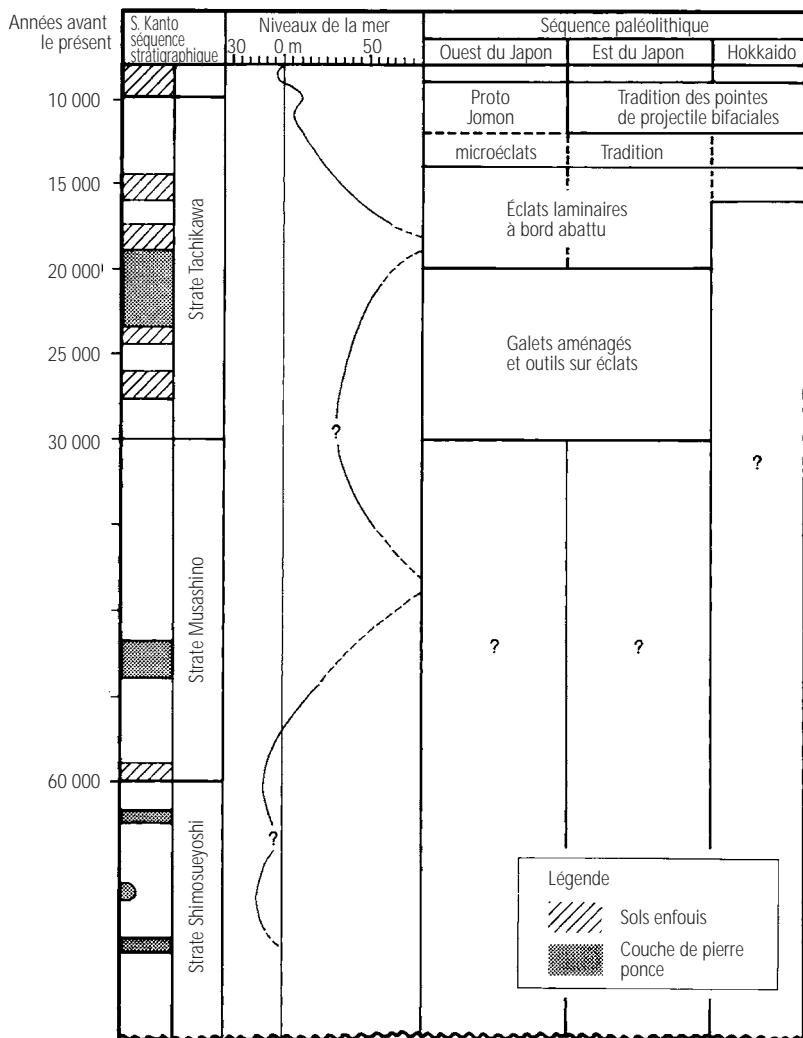 Années avant
le présent
S. Kanto
séquence
stratigraphique
Niveaux de la mer
30 0 m 50
Séquence paléolithique
Ouest du Japon
Est du Japon
Hokkaido
10 000
15 000
20 000
25 000
30 000
60 000
Strate Tachikawa
Strate Musashino
Strate Shimosueyoshi
?
?
Proto
Jomon
Tradition des pointes
de projectile bifaciales
microéclats
Tradition
Éclats laminaires
à bord abattu
Galets aménagés
et outils sur éclats
?
?
?
Légende
Sols enfouis
Couche de pierre
ponce